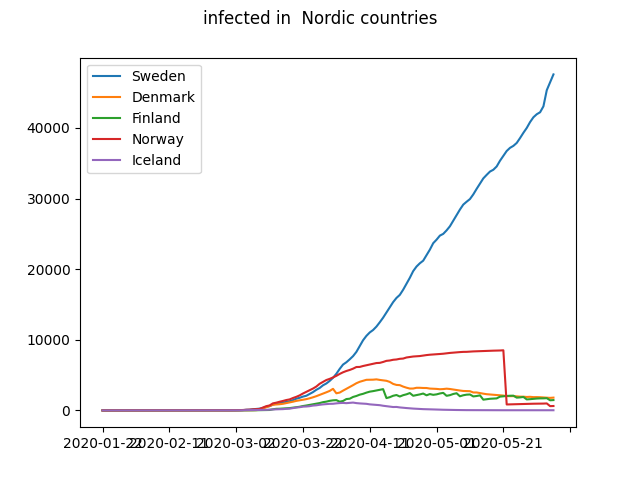 infected in  Nordic countries
Sweden
Denmark
Finland
Norway
Iceland
40000
30000
20000
10000
0
2020-01-22 2020-02-11 2020-03-02 2020-03-22 2020-04-11 2020-05-01 2020-05-21